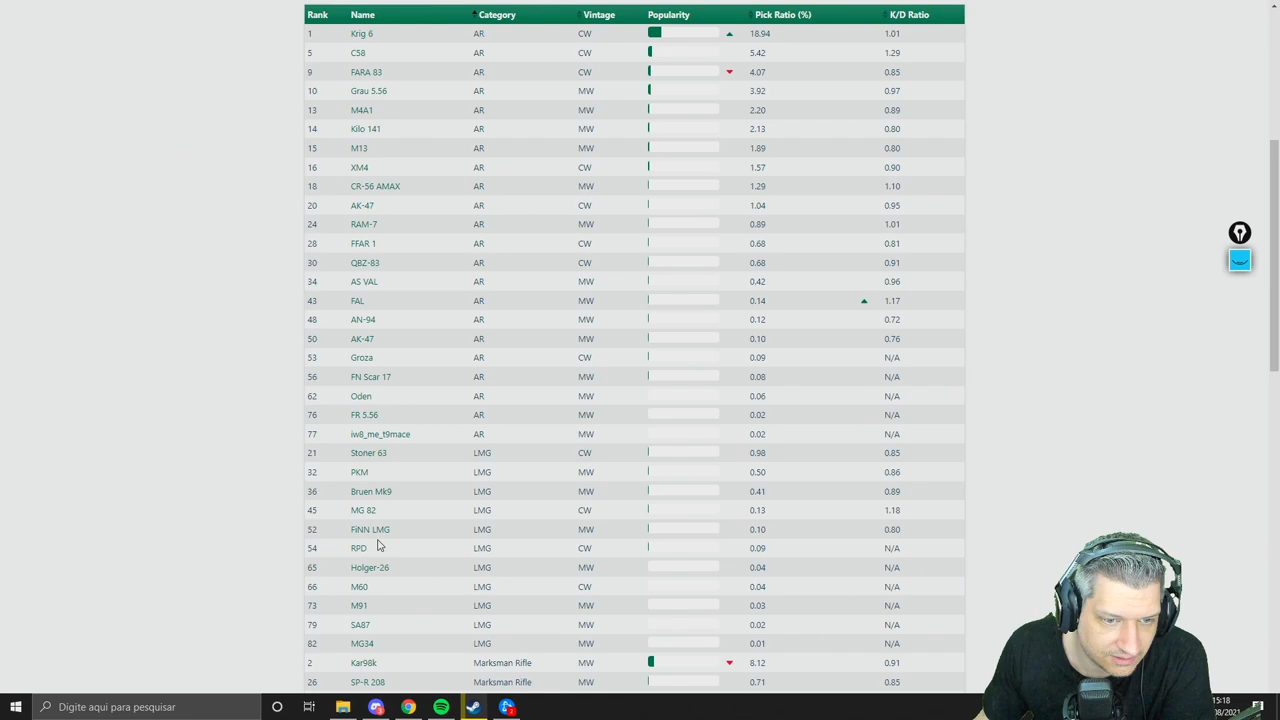 Rank Name Category Vintage Popularity Pick Ratio (%) K/D Ratio
1 Krig 6 AR CW 18.94 1.01
5 C58 AR CW 5.42 1.29
9 FARA 83 AR CW 4.07 0.85
10 Grau 5.56 AR MW 3.92 0.97
13 M4A1 AR MW 2.20 0.89
14 Kilo 141 AR MW 2.13 0.80
15 M13 AR MW 1.89 0.80
16 XM4 AR CW 1.57 0.90
18 CR-56 AMAX AR MW 1.29 1.10
20 AK-47 AR CW 1.04 0.95
24 RAM-7 AR MW 0.89 1.01
28 FFAR 1 AR CW 0.68 0.81
30 QBZ-83 AR CW 0.68 0.91
34 AS VAL AR MW 0.42 0.96
43 FAL AR MW 0.14 1.17
48 AN-94 AR MW 0.12 0.72
50 AK-47 AR MW 0.10 0.76
53 Groza AR CW 0.09 N/A
56 FN Scar 17 AR MW 0.08 N/A
62 Oden AR MW 0.06 N/A
76 FR 5.56 AR MW 0.02 N/A
77 iw8_me_t9mace AR MW 0.02 N/A
21 Stoner 63 LMG CW 0.98 0.85
32 PKM LMG MW 0.50 0.86
36 Bruen Mk9 LMG MW 0.41 0.89
45 MG 82 LMG CW 0.13 1.18
52 FiNN LMG LMG MW 0.10 0.80
54 RPD LMG CW 0.09 N/A
65 Holger-26 LMG MW 0.04 N/A
66 M60 LMG CW 0.04 N/A
73 M91 LMG MW 0.03 N/A
79 SA87 LMG MW 0.02 N/A
82 MG34 LMG MW 0.01 N/A
2 Kar98k Marksman Rifle MW 8.12 0.91
26 SP-R 208 Marksman Rifle MW 0.71 0.85
Digite aqui para pesquisar
15:18
08/2021